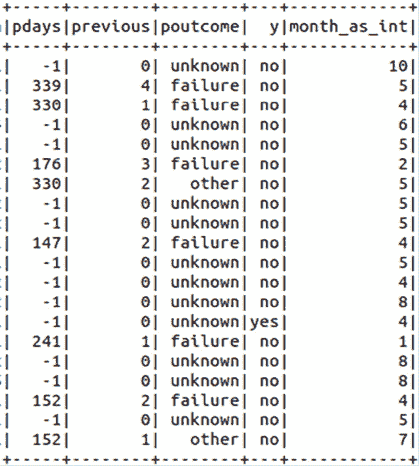 +-----+--------+--------+---+------------+
|pdays|previous|poutcome|  y|month_as_int|
+-----+--------+--------+---+------------+
|   -1|       0| unknown| no|          10|
|  339|       4| failure| no|           5|
|  330|       1| failure| no|           4|
|   -1|       0| unknown| no|           6|
|   -1|       0| unknown| no|           5|
|  176|       3| failure| no|           2|
|  330|       2|   other| no|           5|
|   -1|       0| unknown| no|           5|
|   -1|       0| unknown| no|           5|
|  147|       2| failure| no|           4|
|   -1|       0| unknown| no|           5|
|   -1|       0| unknown| no|           4|
|   -1|       0| unknown| no|           8|
|   -1|       0| unknown|yes|           4|
|  241|       1| failure| no|           1|
|   -1|       0| unknown| no|           8|
|   -1|       0| unknown| no|           8|
|  152|       2| failure| no|           4|
|   -1|       0| unknown| no|           5|
|  152|       1|   other| no|           7|
+-----+--------+--------+---+------------+